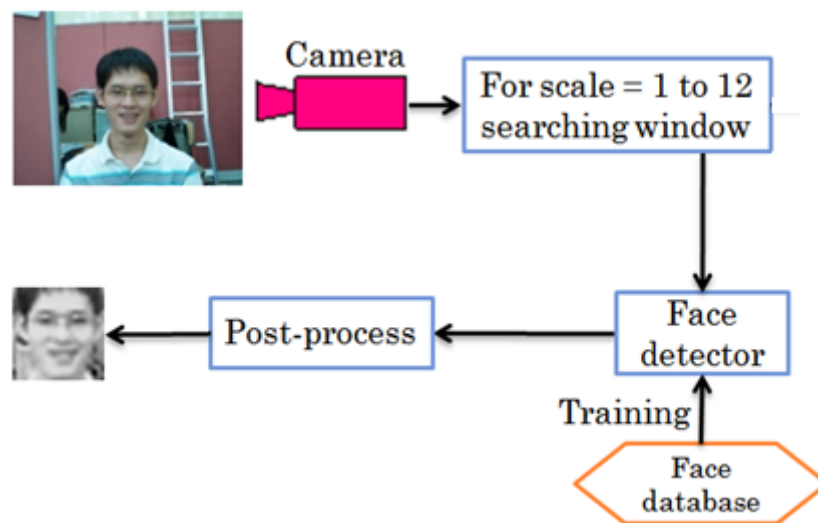 Camera
For scale = 1 to 12
searching window
Face
detector
Post-process
Training
Face
database